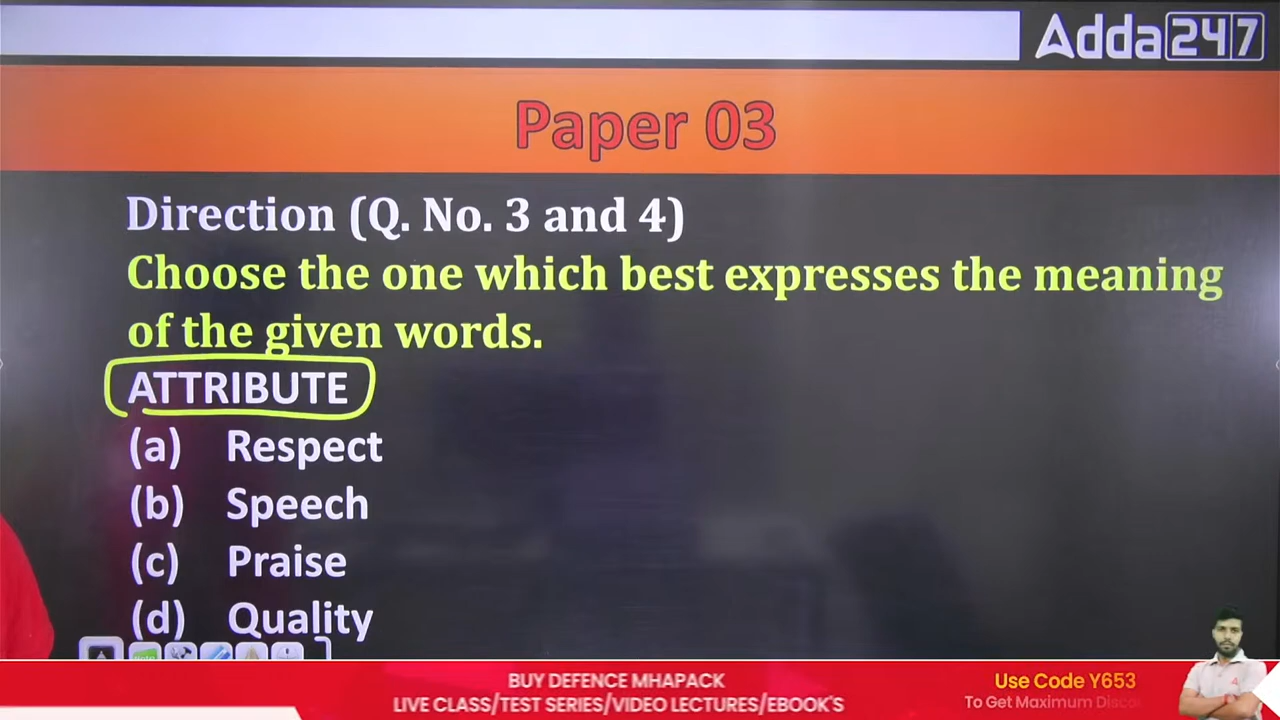 Adda247
Paper 03
Direction (Q. No. 3 and 4)
Choose the one which best expresses the meaning
of the given words.
ATTRIBUTE
(a) Respect
(b) Speech
(c) Praise
(d) Quality
BUY DEFENCE MHAPACK
LIVE CLASS/TEST SERIES/VIDEO LECTURES/EBOOK'S
Use Code Y653
To Get Maximum